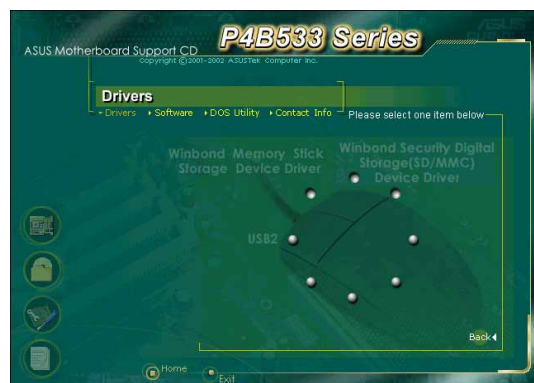 P4B533 Series
ASUS Motherboard Support CD
Copyright ©2001-2002 ASUSTek Computer Inc.
Drivers
Drivers Software DOS Utility Contact Info
Please select one item below
Winbond Memory Stick
Storage Device Driver
Winbond Security Digital
Storage(SD/MMC)
Device Driver
USB2
Back
Home
Exit